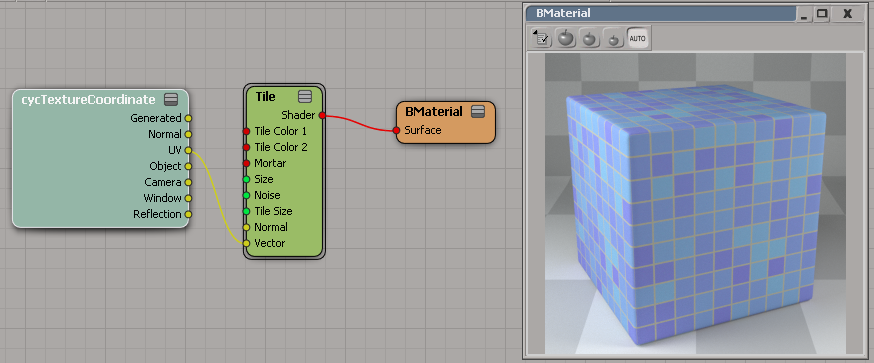 cycTextureCoordinate
Generated
Normal
UV
Object
Camera
Window
Reflection
Tile
Shader
Tile Color 1
Tile Color 2
Mortar
Size
Noise
Tile Size
Normal
Vector
BMaterial
Surface
BMaterial
AUTO